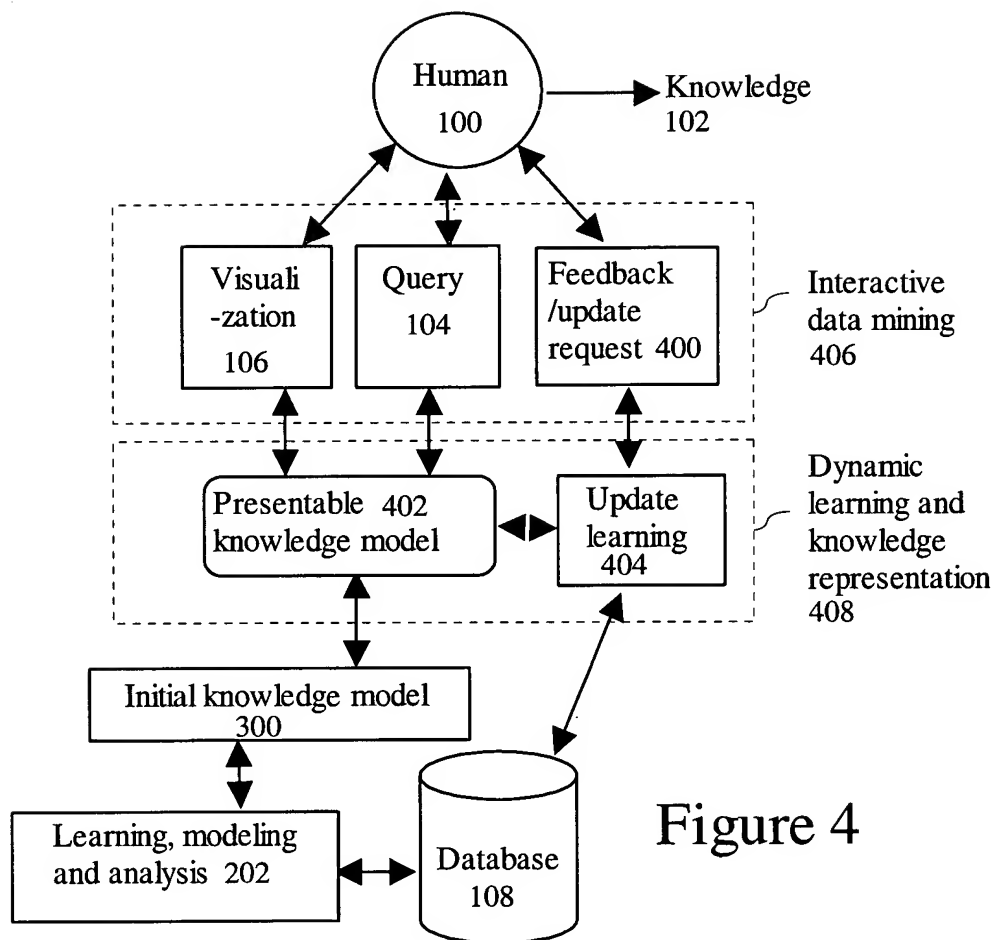 Human
100
Knowledge
102
Visuali
-zation
106
Query
104
Feedback
/update
request 400
Interactive
data mining
406
Presentable 402
knowledge model
Update
learning
404
Dynamic
learning and
knowledge
representation
408
Initial knowledge model
300
Learning, modeling
and analysis 202
Database
108
Figure 4